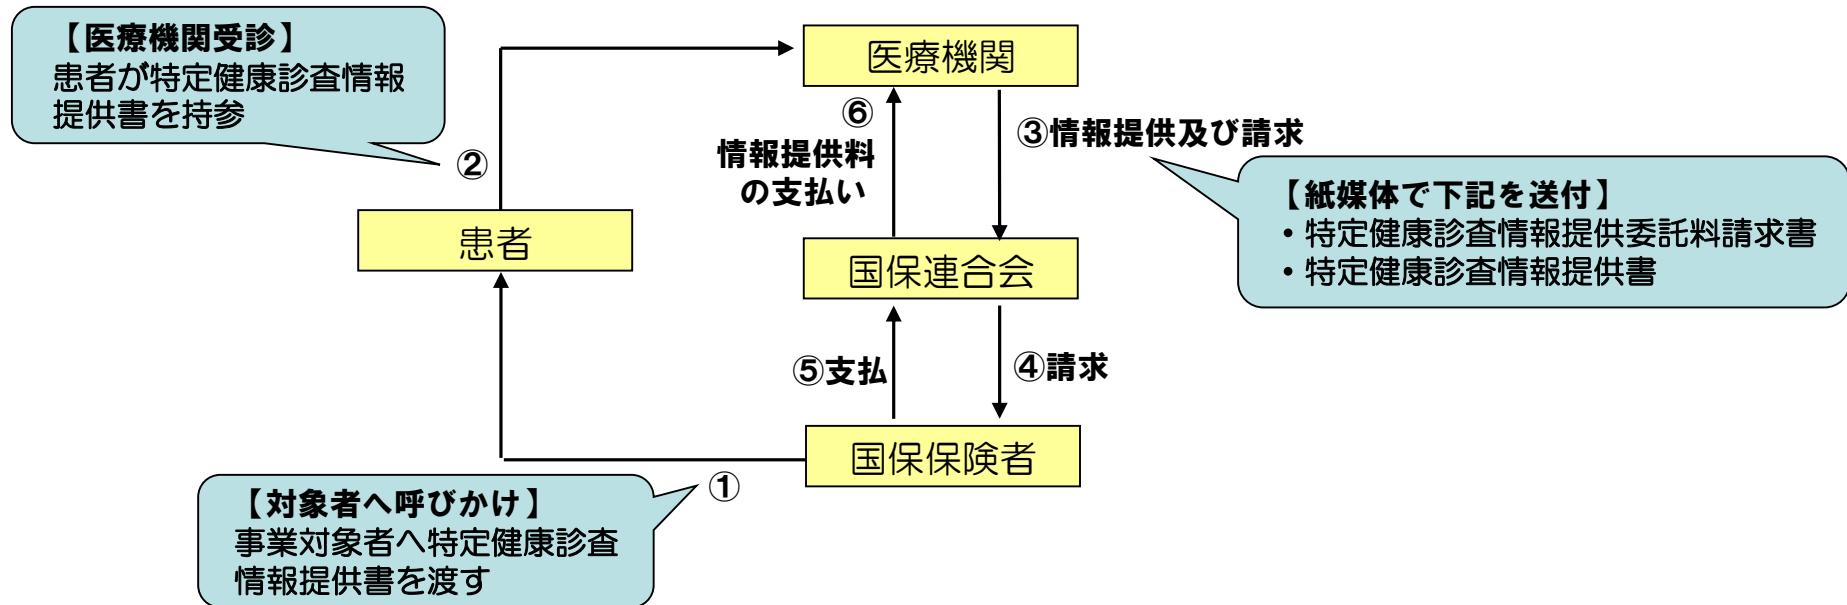 【医療機関受診】
患者が特定健康診査情報
提供書を持参
②
医療機関
⑥
情報提供料
の支払い
③情報提供及び請求
【紙媒体で下記を送付】
・特定健康診査情報提供委託料請求書
・特定健康診査情報提供書
患者
国保連合会
⑤支払
④請求
国保保険者
①
【対象者へ呼びかけ】
事業対象者へ特定健康診査
情報提供書を渡す